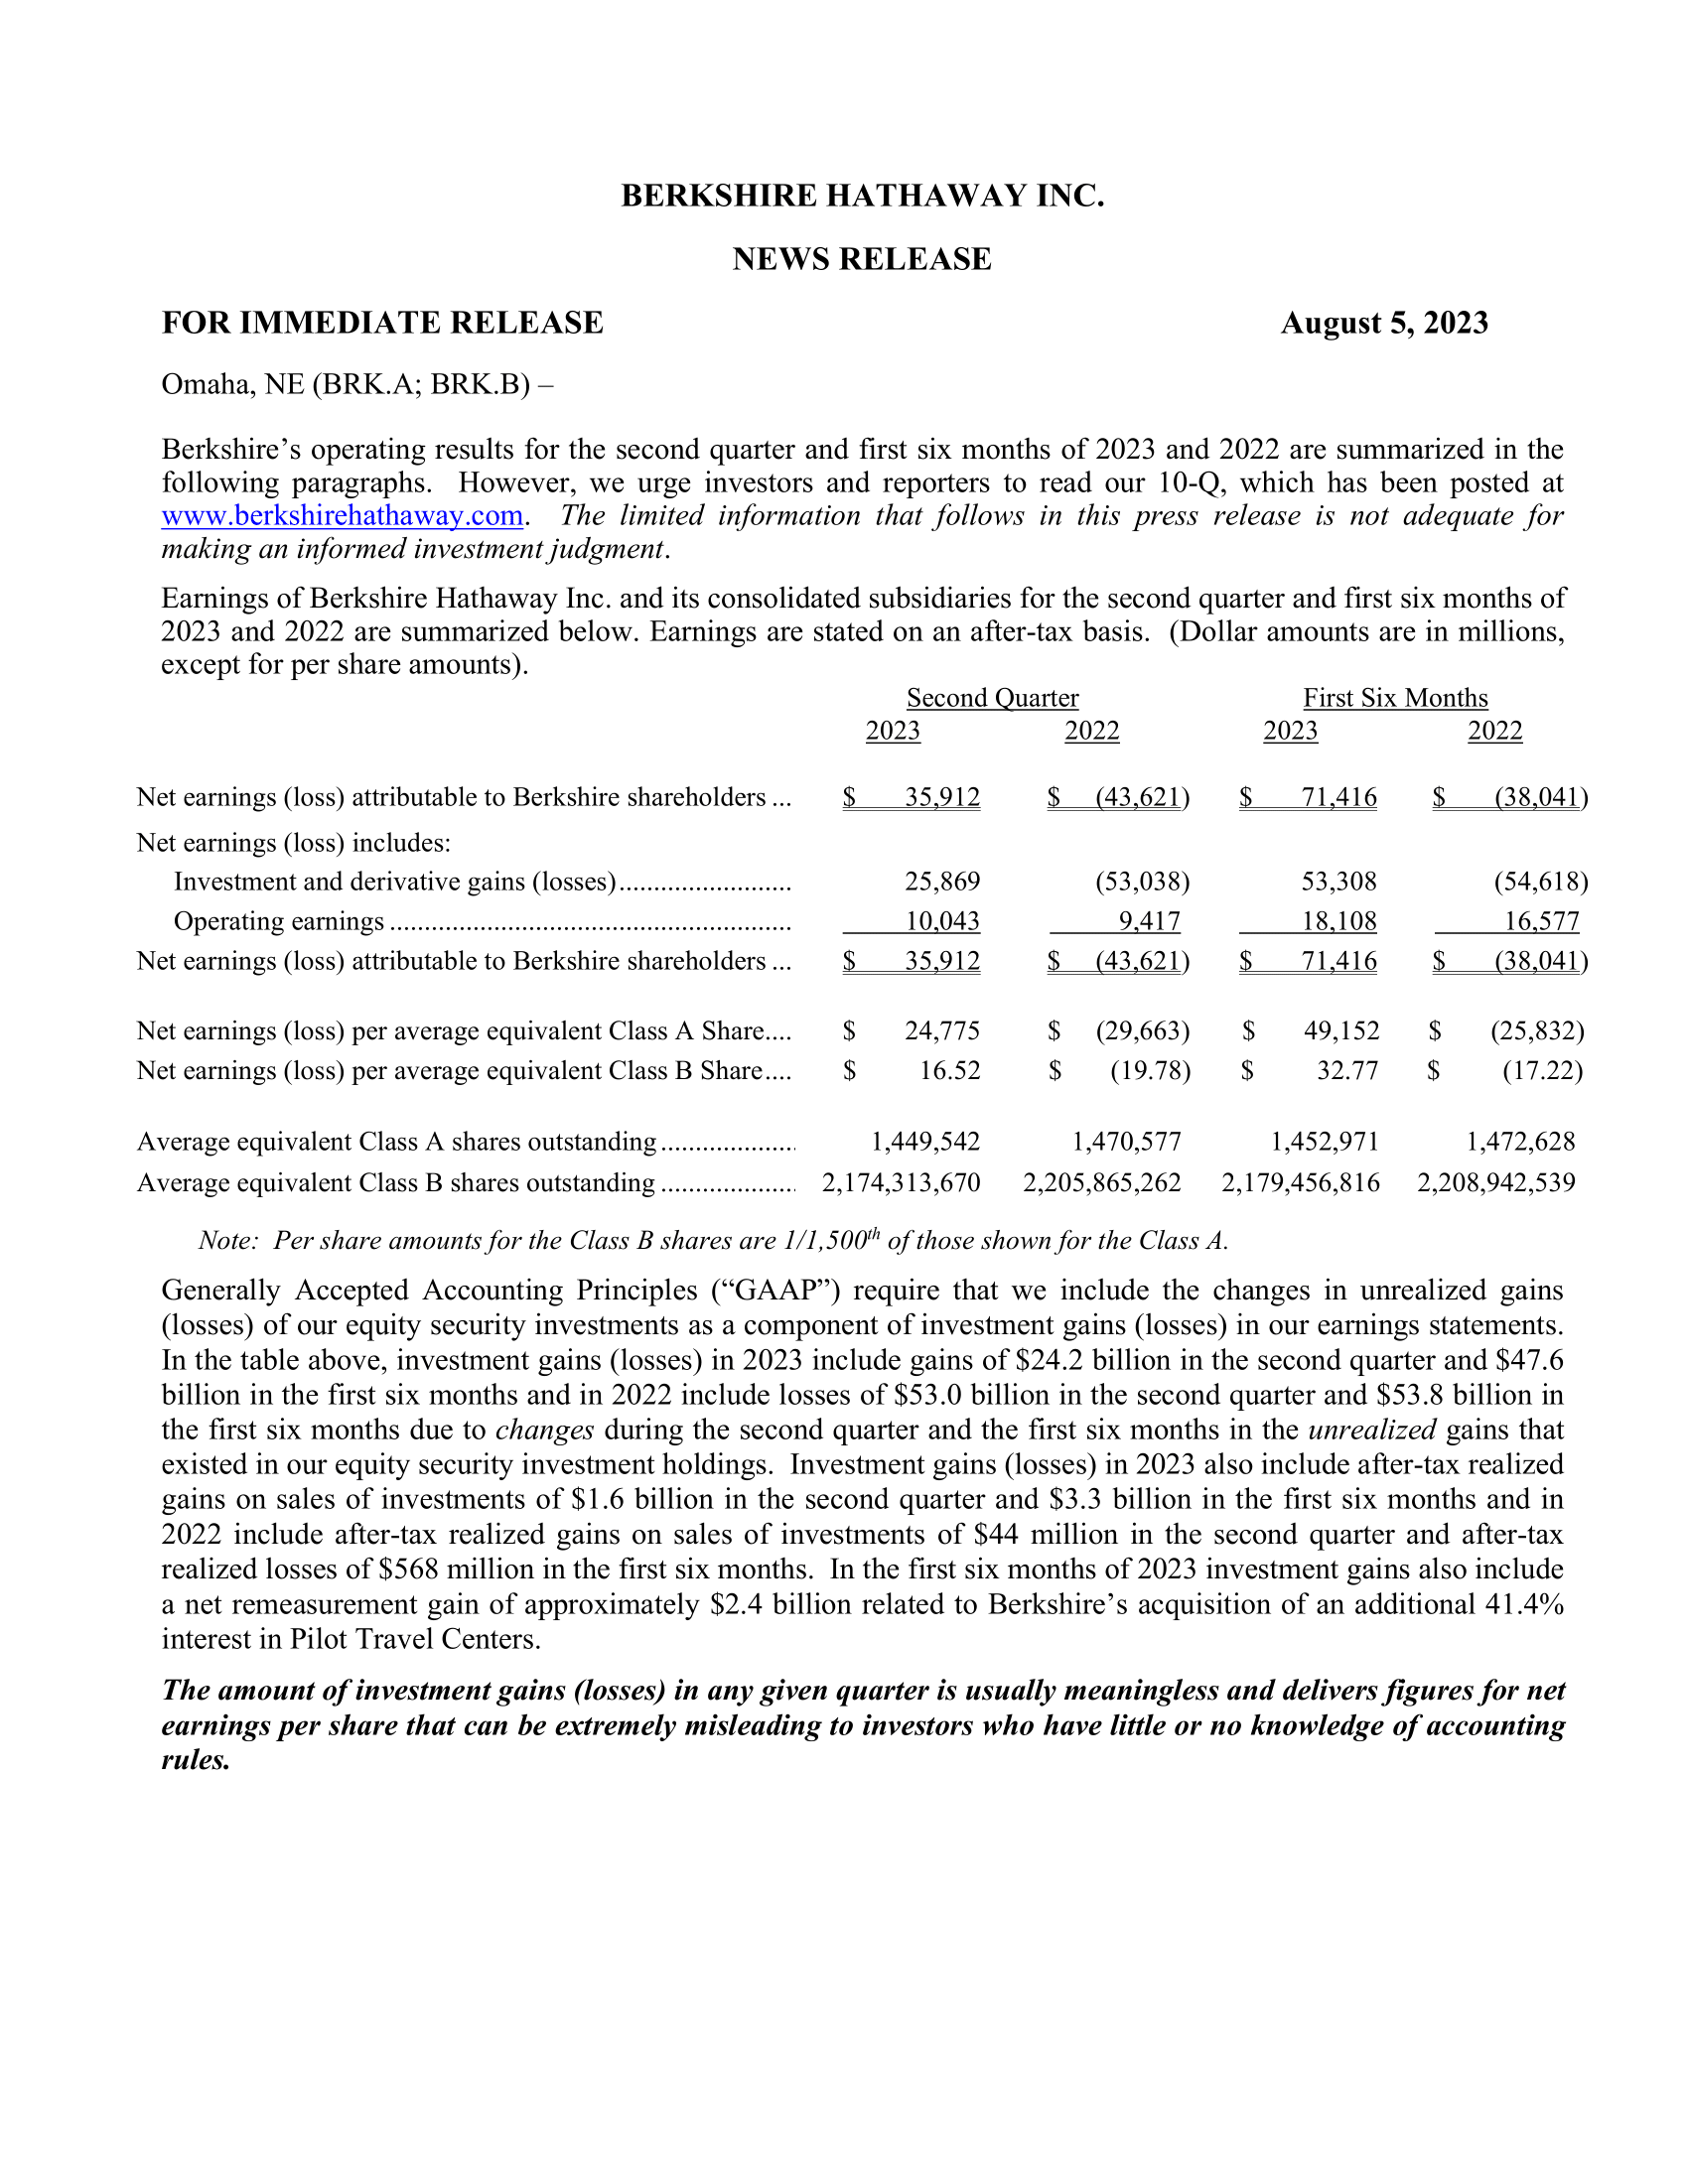 BERKSHIRE HATHAWAY INC.
NEWS RELEASE
FOR IMMEDIATE RELEASE August 5, 2023
Omaha, NE (BRK.A; BRK.B) –
Berkshire’s operating results for the second quarter and first six months of 2023 and 2022 are summarized in the
following paragraphs. However, we urge investors and reporters to read our 10-Q, which has been posted at
www.berkshirehathaway.com. The limited information that follows in this press release is not adequate for
making an informed investment judgment.
Earnings of Berkshire Hathaway Inc. and its consolidated subsidiaries for the second quarter and first six months of
2023 and 2022 are summarized below. Earnings are stated on an after-tax basis. (Dollar amounts are in millions,
except for per share amounts).
Second Quarter First Six Months
2023 2022 2023 2022
Net earnings (loss) attributable to Berkshire shareholders ... $ 35,912 $ (43,621) $ 71,416 $ (38,041)
Net earnings (loss) includes:
Investment and derivative gains (losses)......................... 25,869 (53,038) 53,308 (54,618)
Operating earnings .......................................................... 10,043 9,417 18,108 16,577
Net earnings (loss) attributable to Berkshire shareholders ... $ 35,912 $ (43,621) $ 71,416 $ (38,041)
Net earnings (loss) per average equivalent Class A Share.... $ 24,775 $ (29,663) $ 49,152 $ (25,832)
Net earnings (loss) per average equivalent Class B Share.... $ 16.52 $ (19.78) $ 32.77 $ (17.22)
Average equivalent Class A shares outstanding.................... 1,449,542 1,470,577 1,452,971 1,472,628
Average equivalent Class B shares outstanding .................... 2,174,313,670 2,205,865,262 2,179,456,816 2,208,942,539
Note: Per share amounts for the Class B shares are 1/1,500th of those shown for the Class A.
Generally Accepted Accounting Principles (“GAAP”) require that we include the changes in unrealized gains
(losses) of our equity security investments as a component of investment gains (losses) in our earnings statements.
In the table above, investment gains (losses) in 2023 include gains of $24.2 billion in the second quarter and $47.6
billion in the first six months and in 2022 include losses of $53.0 billion in the second quarter and $53.8 billion in
the first six months due to changes during the second quarter and the first six months in the unrealized gains that
existed in our equity security investment holdings. Investment gains (losses) in 2023 also include after-tax realized
gains on sales of investments of $1.6 billion in the second quarter and $3.3 billion in the first six months and in
2022 include after-tax realized gains on sales of investments of $44 million in the second quarter and after-tax
realized losses of $568 million in the first six months. In the first six months of 2023 investment gains also include
a net remeasurement gain of approximately $2.4 billion related to Berkshire’s acquisition of an additional 41.4%
interest in Pilot Travel Centers.
The amount of investment gains (losses) in any given quarter is usually meaningless and delivers figures for net
earnings per share that can be extremely misleading to investors who have little or no knowledge of accounting
rules.